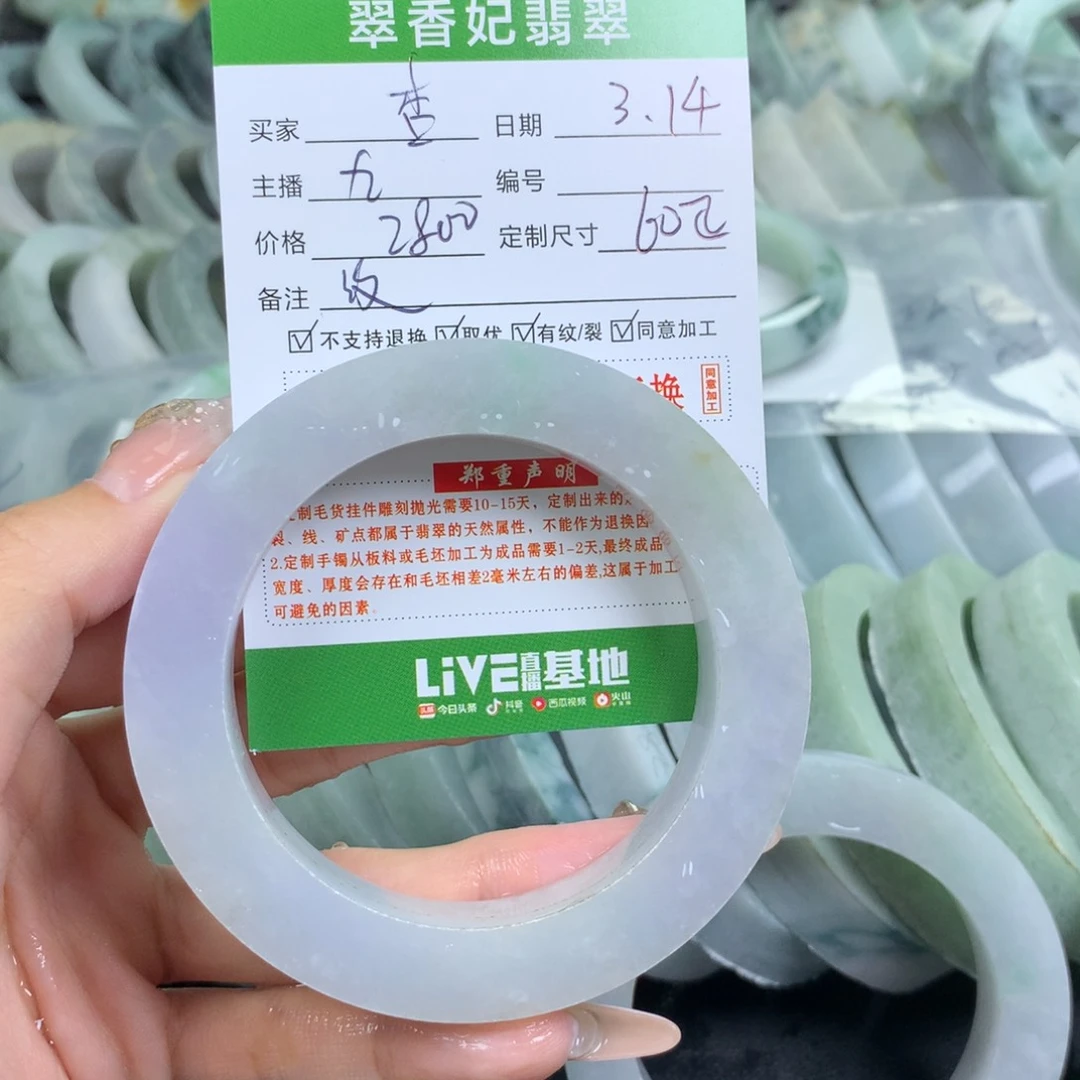 翠香妃翡翠
买家 查 日期 3.14
主播 九 编号
价格 2800 定制尺寸 60
备注 纹
☑不支持退换 ☑取优 ☑有纹/裂 ☑同意加工
换
同意加工
郑重声明
制毛货挂件雕刻抛光需要10-15天,定制出来的
裂、线、矿点都属于翡翠的天然属性,不能作为退换因
2.定制手镯从板料或毛坯加工为成品需要1-2天,最终成品
宽度、厚度会存在和毛坯相差2毫米左右的偏差,这属于加工
可避免的因素。
LiVE直播基地
头条 今日头条 抖音 西瓜视频 火山